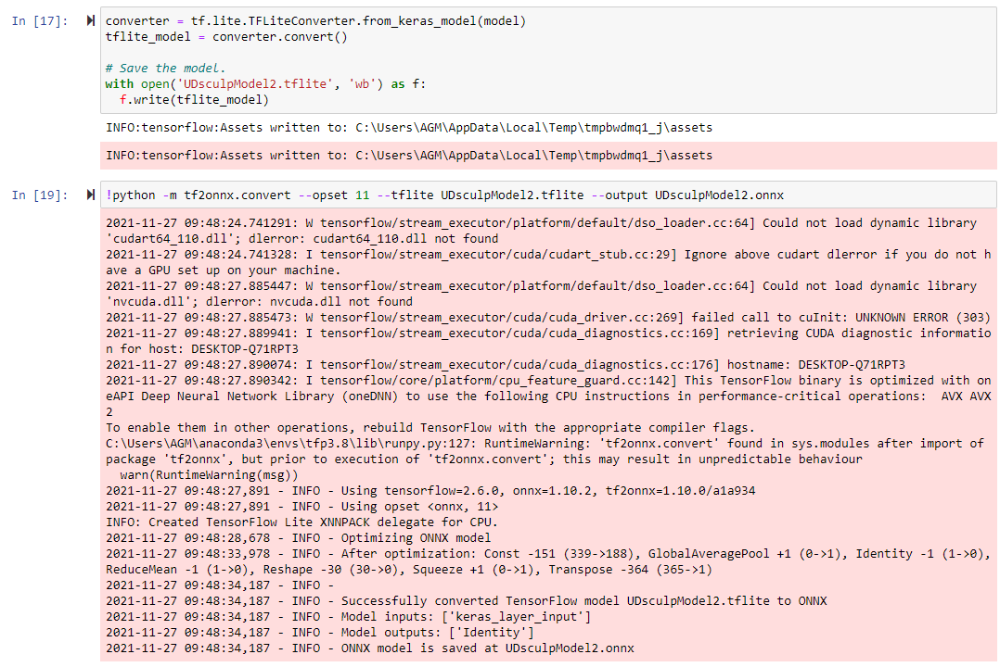 In [17]:
converter = tf.lite.TFLiteConverter.from_keras_model(model)
tflite_model = converter.convert()
# Save the model.
with open('UDsculpModel2.tflite', 'wb') as f:
  f.write(tflite_model)
INFO:tensorflow:Assets written to: C:\Users\AGM\AppData\Local\Temp\tmpbwdmq1_j\assets
INFO:tensorflow:Assets written to: C:\Users\AGM\AppData\Local\Temp\tmpbwdmq1_j\assets
In [19]:
!python -m tf2onnx.convert --opset 11 --tflite UDsculpModel2.tflite --output UDsculpModel2.onnx
2021-11-27 09:48:24.741291: W tensorflow/stream_executor/platform/default/dso_loader.cc:64] Could not load dynamic library
'cudart64_110.dll'; dlerror: cudart64_110.dll not found
2021-11-27 09:48:24.741328: I tensorflow/stream_executor/cuda/cudart_stub.cc:29] Ignore above cudart dlerror if you do not h
ave a GPU set up on your machine.
2021-11-27 09:48:27.885447: W tensorflow/stream_executor/platform/default/dso_loader.cc:64] Could not load dynamic library
'nvcuda.dll'; dlerror: nvcuda.dll not found
2021-11-27 09:48:27.885473: W tensorflow/stream_executor/cuda/cuda_driver.cc:269] failed call to cuInit: UNKNOWN ERROR (303)
2021-11-27 09:48:27.889941: I tensorflow/stream_executor/cuda/cuda_diagnostics.cc:169] retrieving CUDA diagnostic informatio
n for host: DESKTOP-Q71RPT3
2021-11-27 09:48:27.890074: I tensorflow/stream_executor/cuda/cuda_diagnostics.cc:176] hostname: DESKTOP-Q71RPT3
2021-11-27 09:48:27.890342: I tensorflow/core/platform/cpu_feature_guard.cc:142] This TensorFlow binary is optimized with on
eAPI Deep Neural Network Library (oneDNN) to use the following CPU instructions in performance-critical operations:  AVX AVX
2
To enable them in other operations, rebuild TensorFlow with the appropriate compiler flags.
C:\Users\AGM\anaconda3\envs\tfp3.8\lib\runpy.py:127: RuntimeWarning: 'tf2onnx.convert' found in sys.modules after import of
package 'tf2onnx', but prior to execution of 'tf2onnx.convert'; this may result in unpredictable behaviour
  warn(RuntimeWarning(msg))
2021-11-27 09:48:27,891 - INFO - Using tensorflow=2.6.0, onnx=1.10.2, tf2onnx=1.10.0/a1a934
2021-11-27 09:48:27,891 - INFO - Using opset <onnx, 11>
INFO: Created TensorFlow Lite XNNPACK delegate for CPU.
2021-11-27 09:48:28,678 - INFO - Optimizing ONNX model
2021-11-27 09:48:33,978 - INFO - After optimization: Const -151 (339->188), GlobalAveragePool +1 (0->1), Identity -1 (1->0),
ReduceMean -1 (1->0), Reshape -30 (30->0), Squeeze +1 (0->1), Transpose -364 (365->1)
2021-11-27 09:48:34,187 - INFO -
2021-11-27 09:48:34,187 - INFO - Successfully converted TensorFlow model UDsculpModel2.tflite to ONNX
2021-11-27 09:48:34,187 - INFO - Model inputs: ['keras_layer_input']
2021-11-27 09:48:34,187 - INFO - Model outputs: ['Identity']
2021-11-27 09:48:34,187 - INFO - ONNX model is saved at UDsculpModel2.onnx